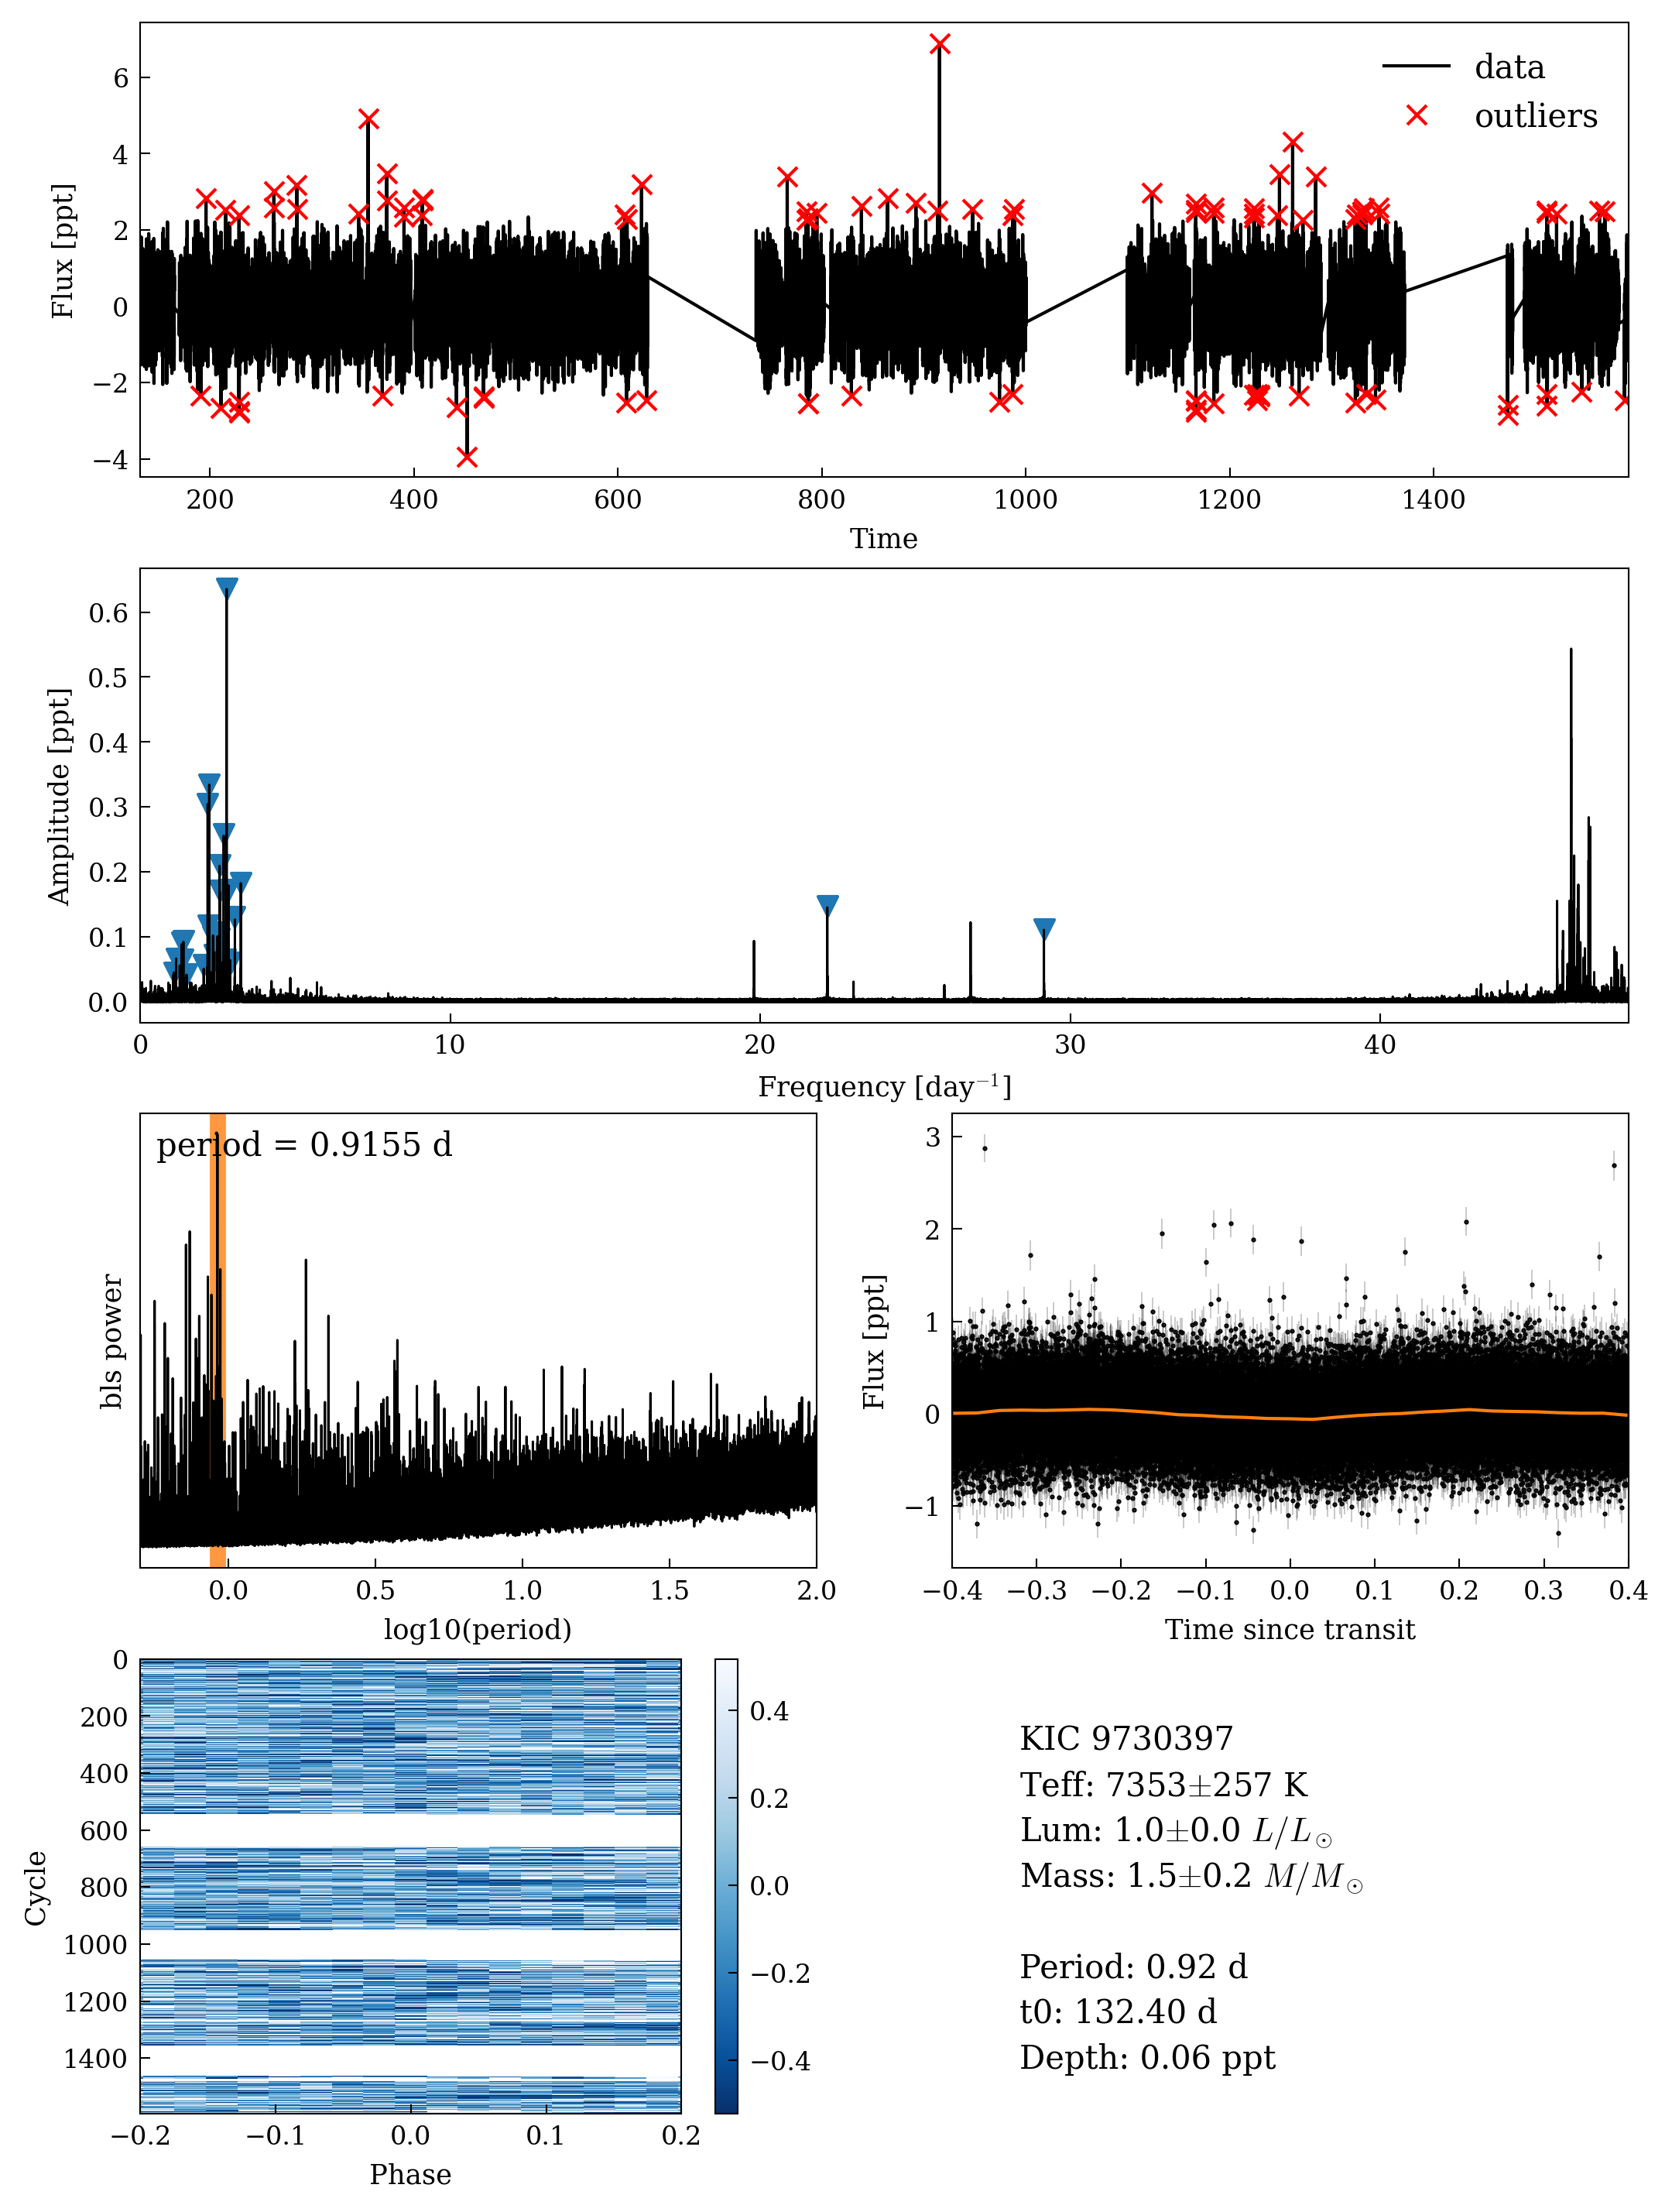 data
outliers
6
4
2
0
−2
−4
Flux [ppt]
200 400 600 800 1000 1200 1400
Time
0.6
0.5
0.4
0.3
0.2
0.1
0.0
Amplitude [ppt]
0 10 20 30 40
Frequency [day⁻¹]
period = 0.9155 d
bls power
0.0 0.5 1.0 1.5 2.0
log10(period)
3
2
1
0
−1
Flux [ppt]
−0.4 −0.3 −0.2 −0.1 0.0 0.1 0.2 0.3 0.4
Time since transit
0
200
400
600
800
1000
1200
1400
Cycle
−0.2 −0.1 0.0 0.1 0.2
Phase
0.4
0.2
0.0
−0.2
−0.4
KIC 9730397
Teff: 7353±257 K
Lum: 1.0±0.0 L/L⊙
Mass: 1.5±0.2 M/M⊙
Period: 0.92 d
t0: 132.40 d
Depth: 0.06 ppt